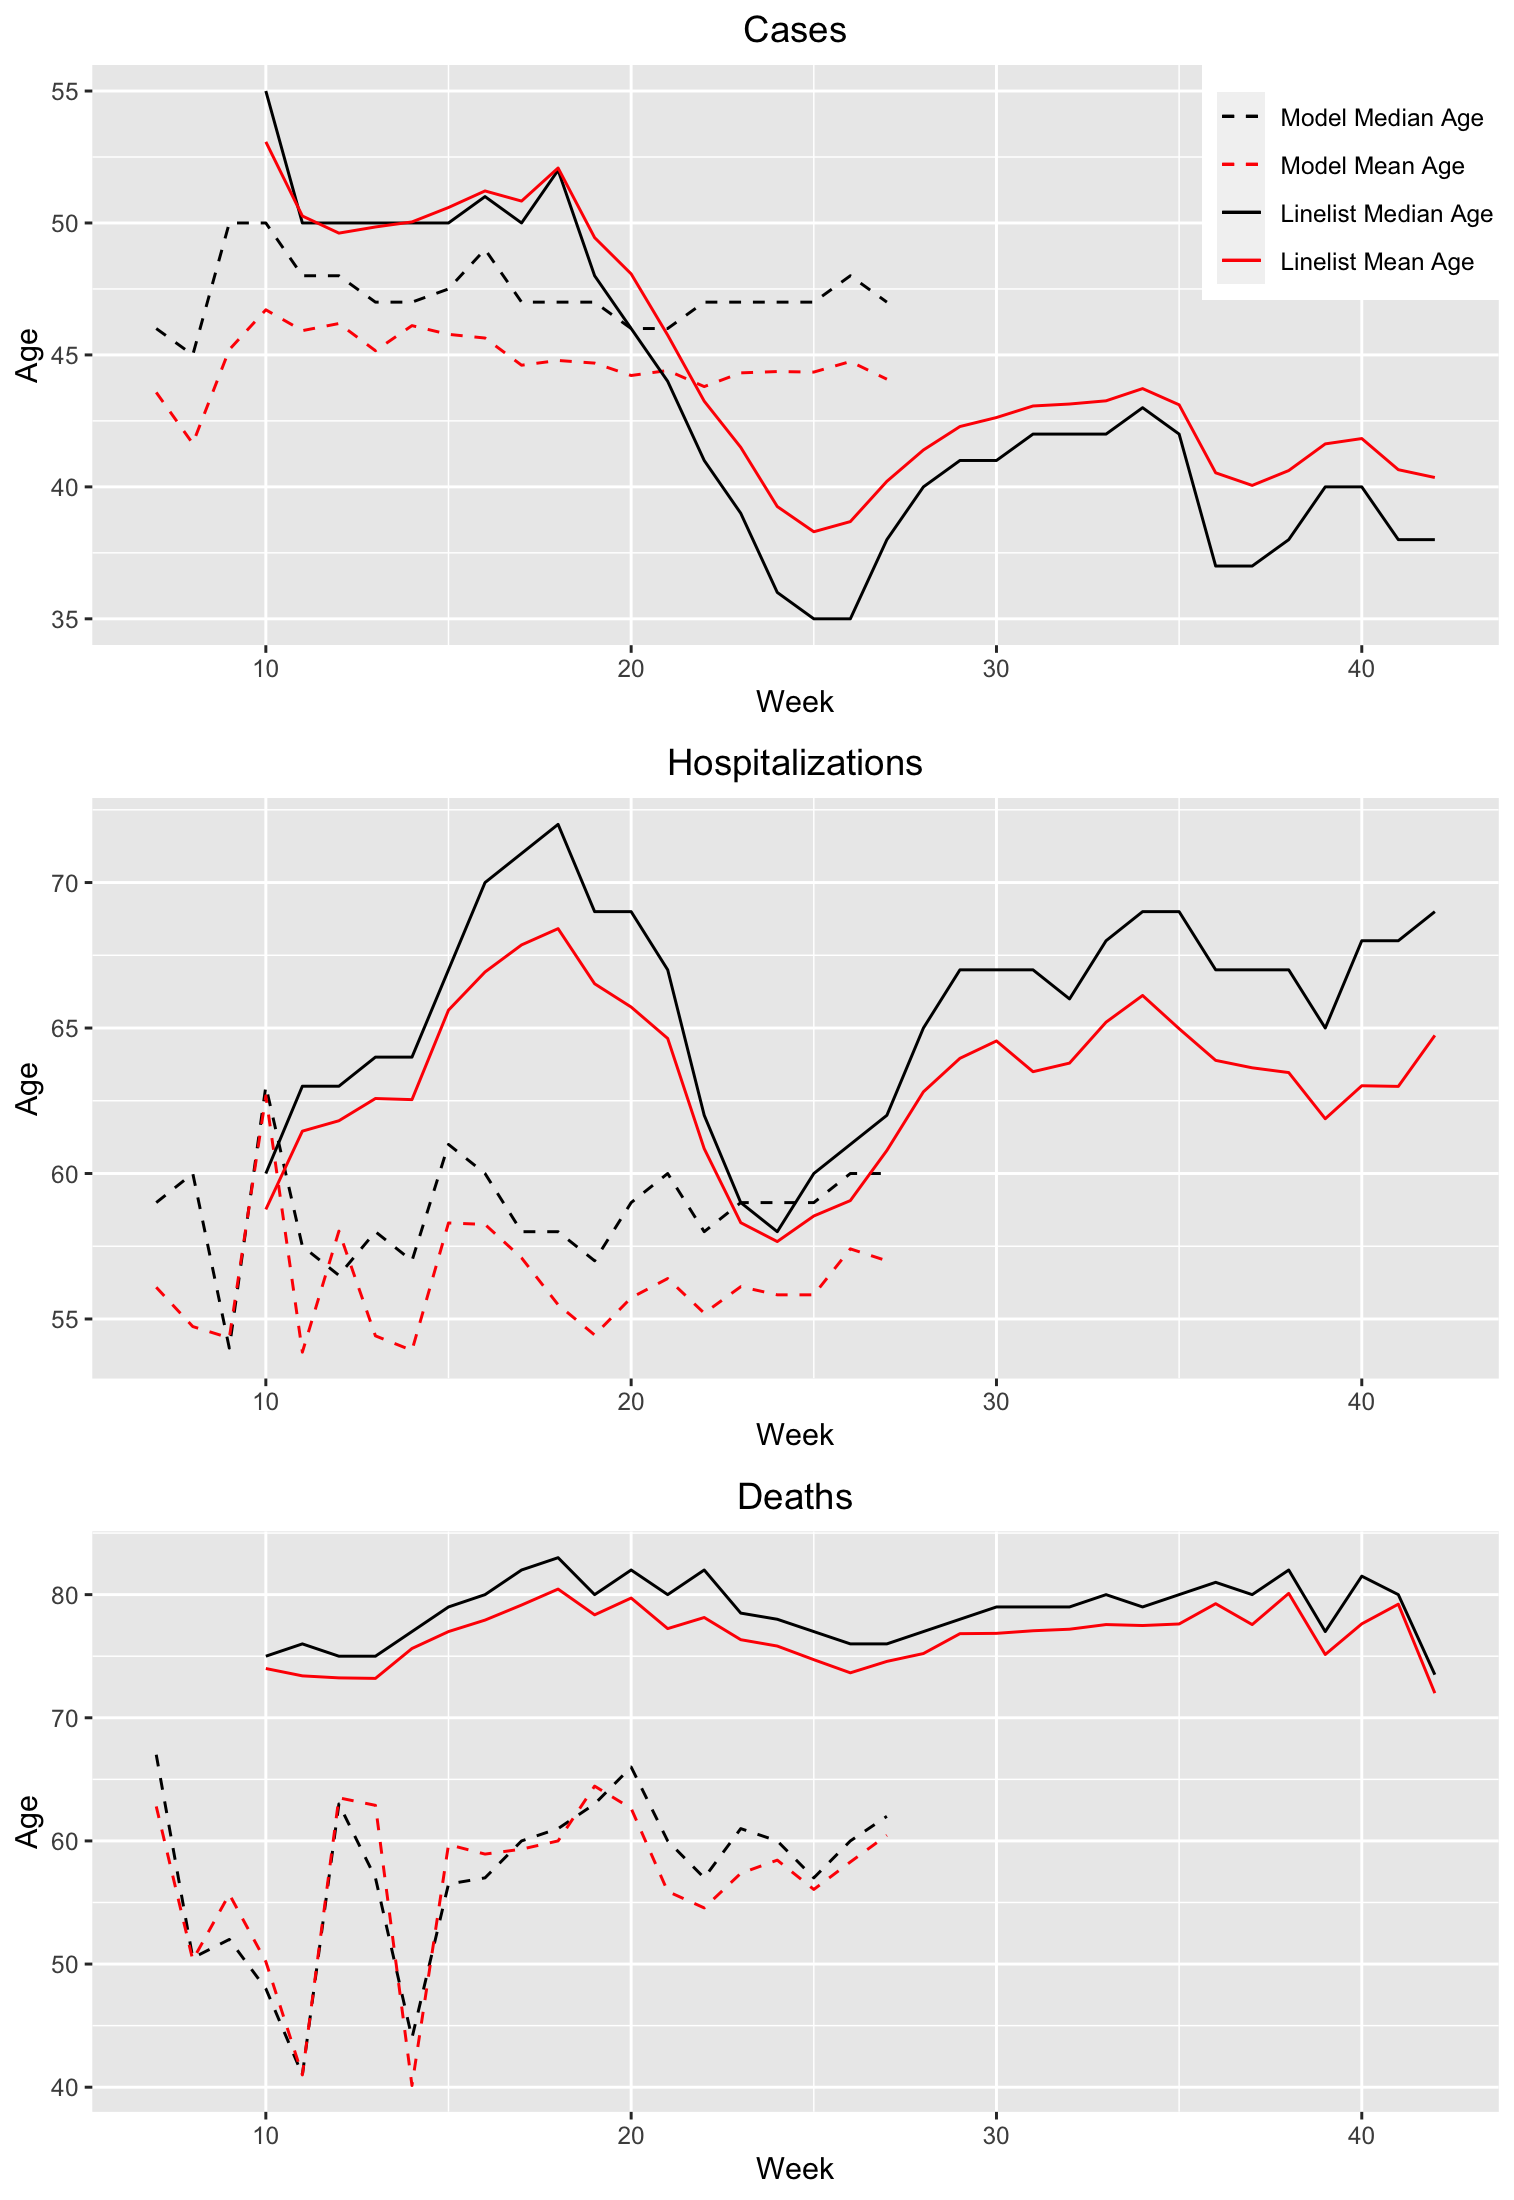 Cases
55
50
45
40
35
Age
10 20 30 40
Week
Model Median Age
Model Mean Age
Linelist Median Age
Linelist Mean Age
Hospitalizations
70
65
60
55
Age
10 20 30 40
Week
Deaths
80
70
60
50
40
Age
10 20 30 40
Week